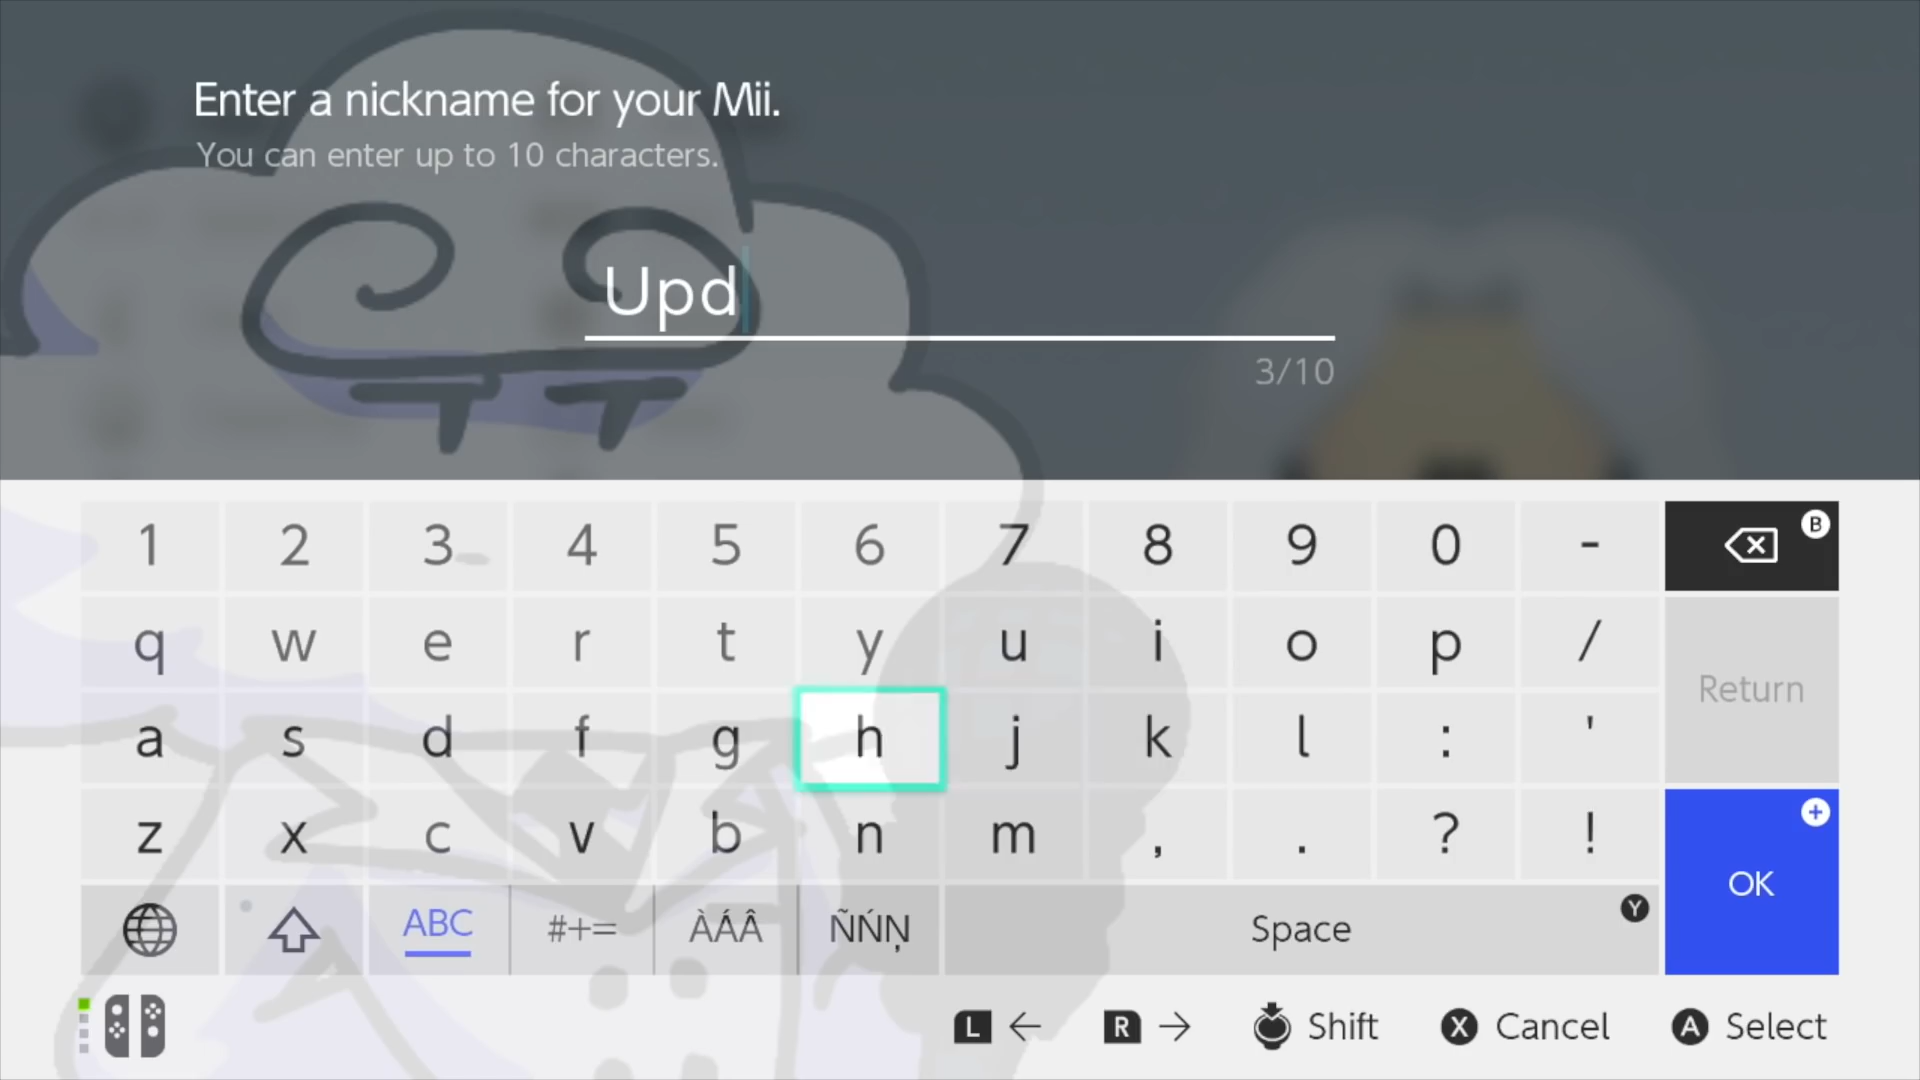 Enter a nickname for your Mii.
You can enter up to 10 characters.
Upd
3/10
1 2 3 4 5 6 7 8 9 0 - B
q w e r t y u i o p / Return
a s d f g h j k l : '
z x c v b n m , . ? ! + OK
ABC #+= ÀÁÂ ÑŃŅ Space Y
L ← R → Shift X Cancel A Select